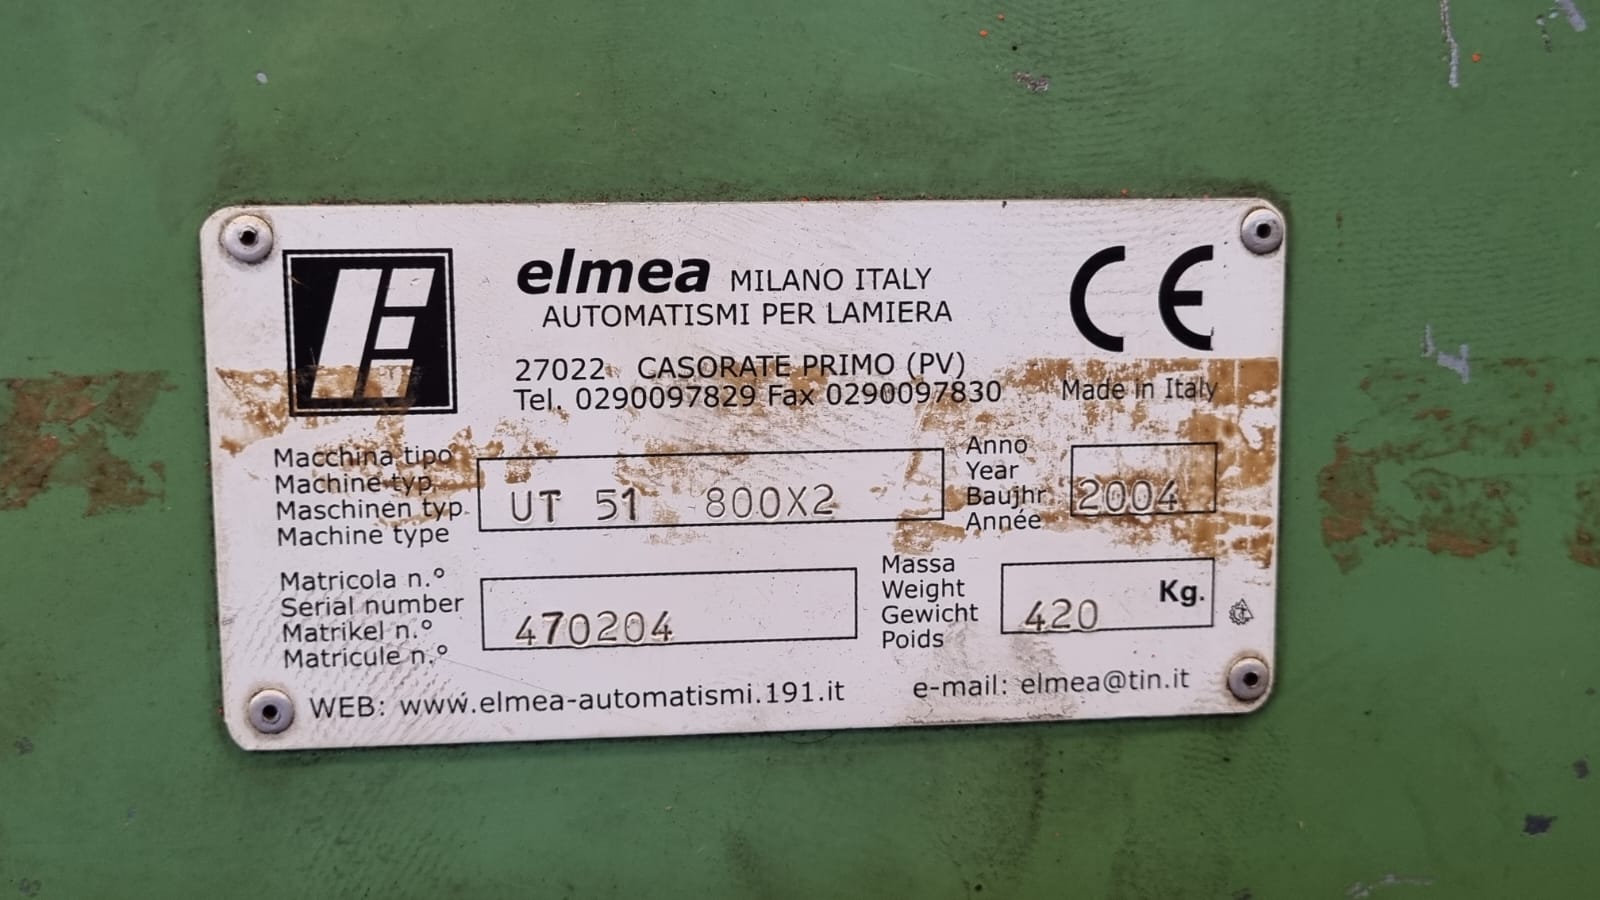 elmea MILANO ITALY
AUTOMATISMI PER LAMIERA
CE
27022 CASORATE PRIMO (PV)
Tel. 0290097829 Fax 0290097830
Made in Italy
Macchina tipo
Machine typ.
Maschinen typ.
Machine type
UT 51 800X2
Anno
Year
Baujhr
Année
2004
Matricola n.º
Serial number
Matrikel n.º
Matricule n.º
470204
Massa
Weight
Gewicht
Poids
420 Kg.
WEB: www.elmea-automatismi.191.it e-mail: elmea@tin.it